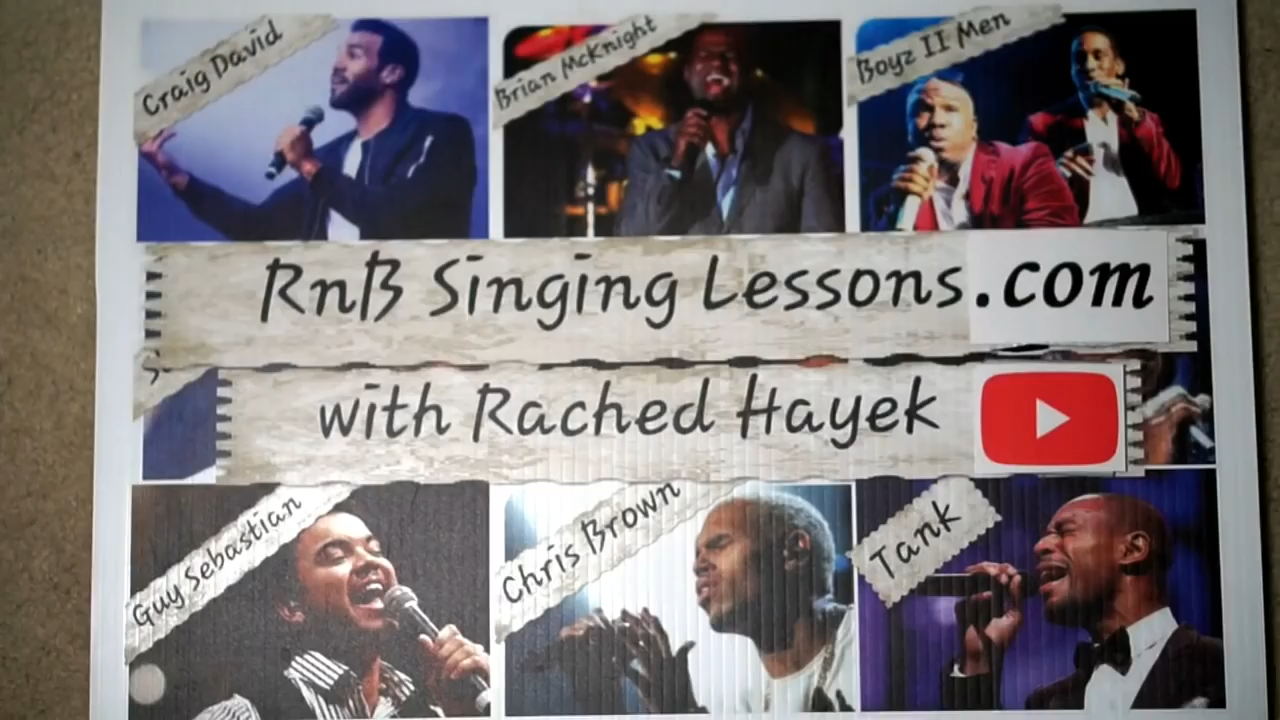 Craig David
Brian McKnight
Boyz II Men
RnB Singing Lessons.com
with Rached Hayek
Guy Sebastian
Chris Brown
Tank